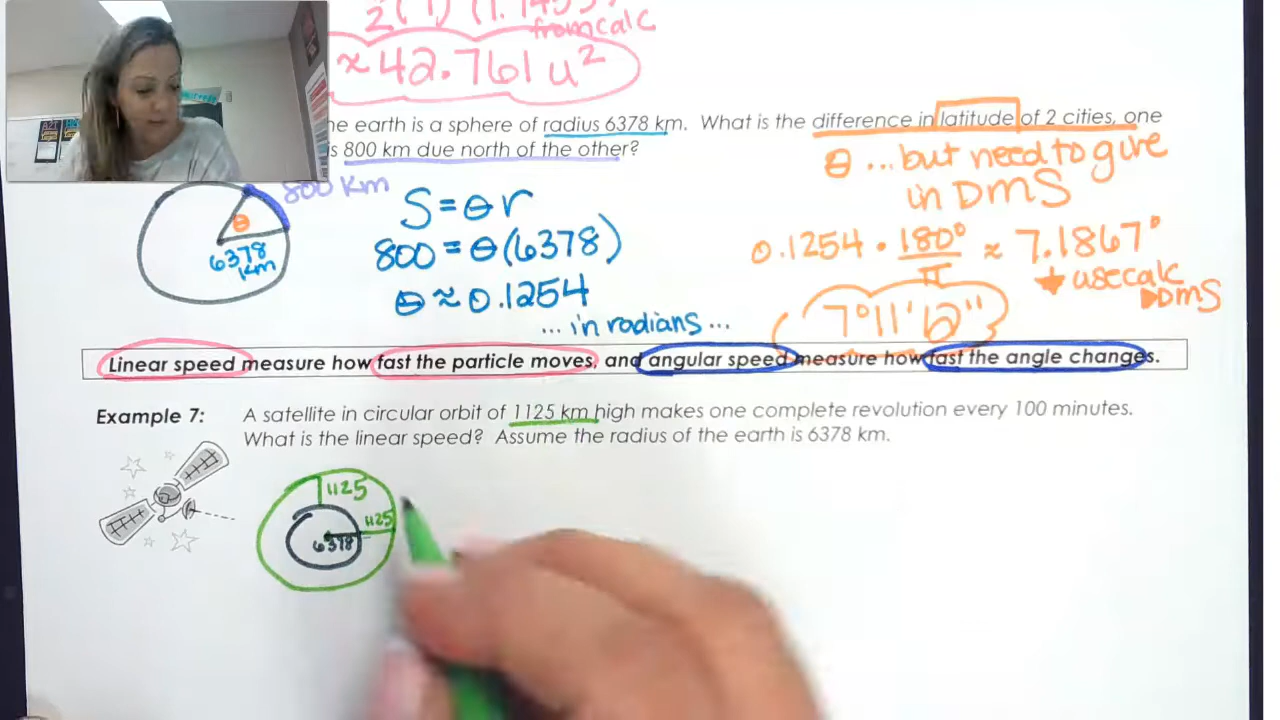 from calc
≈ 42.761 u²
he earth is a sphere of radius 6378 km. What is the difference in latitude of 2 cities, one
is 800 km due north of the other?
θ ...but need to give
in DMS
800 km
θ
6378
km
S = θ r
800 = θ(6378)
θ ≈ 0.1254
...in radians...
0.1254 · 180°/π ≈ 7.1867°
use calc
▶DMS
7°11'12"
Linear speed measure how fast the particle moves, and angular speed measure how fast the angle changes.
Example 7: A satellite in circular orbit of 1125 km high makes one complete revolution every 100 minutes.
What is the linear speed? Assume the radius of the earth is 6378 km.
1125
1125
6378